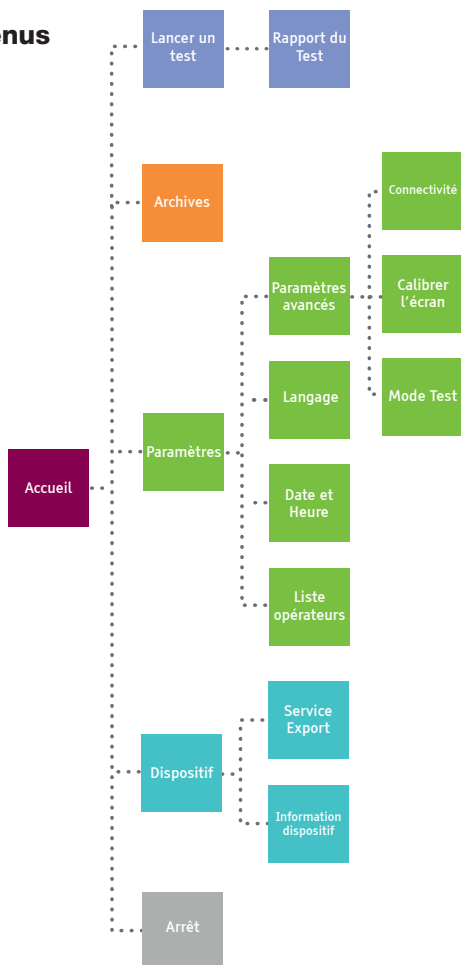 enus
Lancer un
test
Rapport du
Test
Archives
Connectivité
Paramètres
avancés
Calibrer
l'écran
Langage
Mode Test
Paramètres
Accueil
Date et
Heure
Liste
opérateurs
Service
Export
Dispositif
Information
dispositif
Arrêt